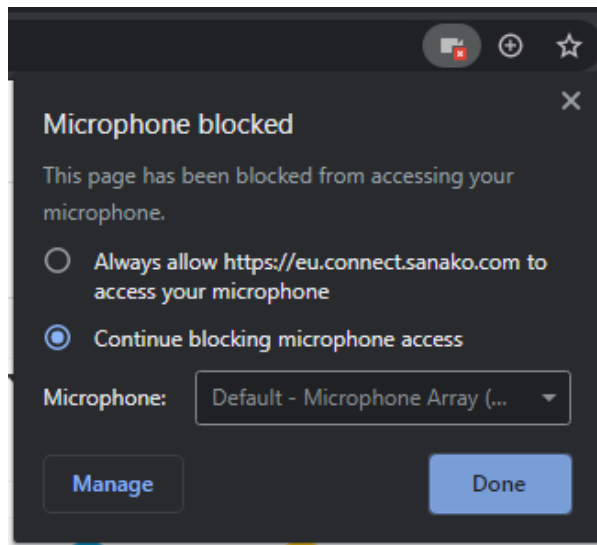 Microphone blocked
This page has been blocked from accessing your
microphone.
Always allow https://eu.connect.sanako.com to
access your microphone
Continue blocking microphone access
Microphone: Default - Microphone Array (...
Manage Done